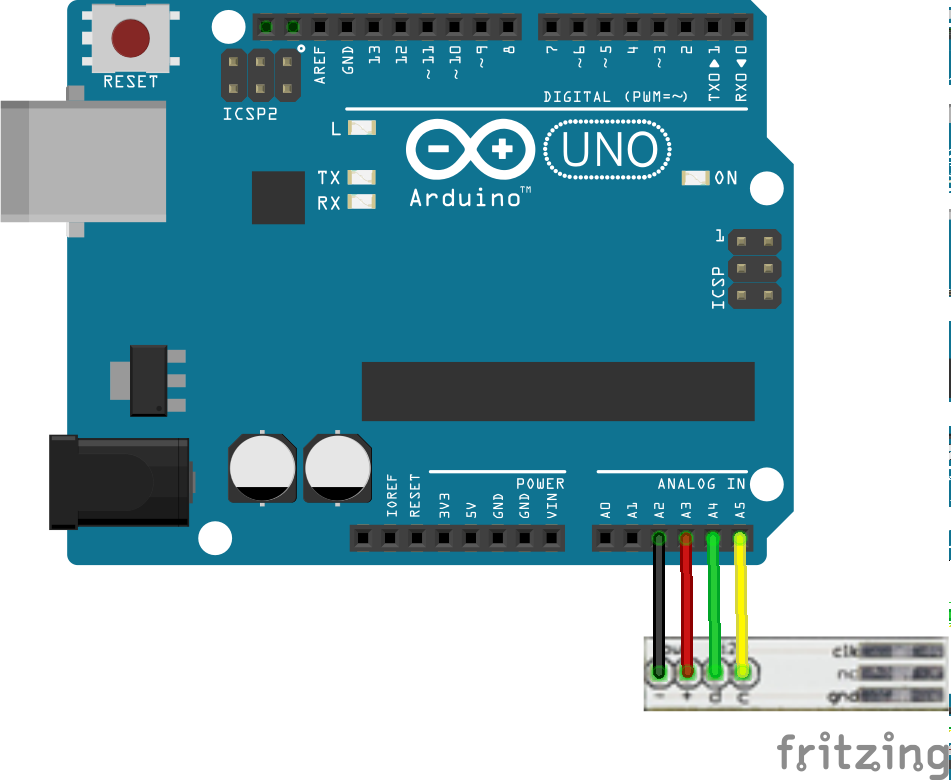 RESET
AREF GND 13 12 ~11 ~10 ~9 8 7 ~6 ~5 4 ~3 2 TX0▶1 RX0◀0
ICSP2
DIGITAL (PWM=~)
L
TX
RX
UNO
Arduino™
ON
1
ICSP
POWER
ANALOG IN
IOREF RESET 3V3 5V GND GND VIN A0 A1 A2 A3 A4 A5
clk
nc
gnd
- + d c
fritzing